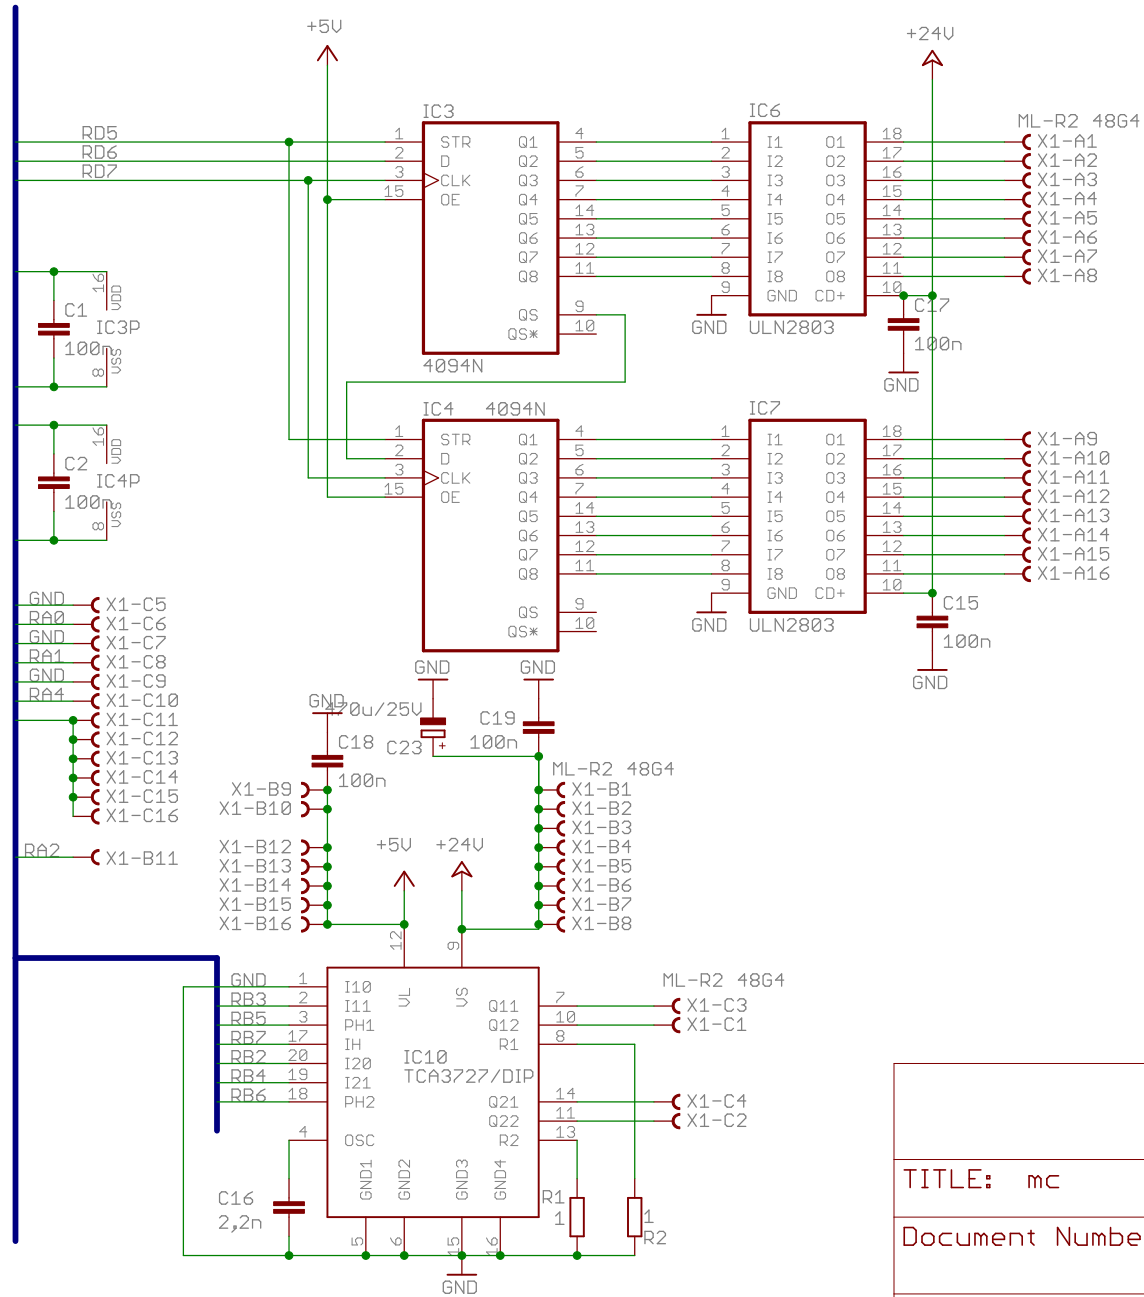 +5V
+24V
IC3
IC6
ML-R2 48G4
RD5 1 STR Q1 4 1 I1 O1 18 X1-A1
RD6 2 D Q2 5 2 I2 O2 17 X1-A2
RD7 3 CLK Q3 6 3 I3 O3 16 X1-A3
15 OE Q4 7 4 I4 O4 15 X1-A4
Q5 14 5 I5 O5 14 X1-A5
Q6 13 6 I6 O6 13 X1-A6
Q7 12 7 I7 O7 12 X1-A7
Q8 11 8 I8 O8 11 X1-A8
9 GND CD+ 10
16 VDD
C1
100n
IC3P
8 VSS
QS 9
QS* 10
GND
ULN2803
C17
100n
GND
4094N
IC4 4094N
IC7
1 STR Q1 4 1 I1 O1 18 X1-A9
2 D Q2 5 2 I2 O2 17 X1-A10
3 CLK Q3 6 3 I3 O3 16 X1-A11
15 OE Q4 7 4 I4 O4 15 X1-A12
Q5 14 5 I5 O5 14 X1-A13
Q6 13 6 I6 O6 13 X1-A14
Q7 12 7 I7 O7 12 X1-A15
Q8 11 8 I8 O8 11 X1-A16
9 GND CD+ 10
16 VDD
C2
100n
IC4P
8 VSS
QS 9
QS* 10
GND
ULN2803
C15
100n
GND
GND X1-C5
RA0 X1-C6
GND X1-C7
RA1 X1-C8
GND X1-C9
RA4 X1-C10
X1-C11
X1-C12
X1-C13
X1-C14
X1-C15
X1-C16
RA2 X1-B11
GND
GND
GND
470u/25V
C23
+
C19
100n
C18
100n
ML-R2 48G4
X1-B9
X1-B10
X1-B12
X1-B13
X1-B14
X1-B15
X1-B16
+5V
+24V
X1-B1
X1-B2
X1-B3
X1-B4
X1-B5
X1-B6
X1-B7
X1-B8
12
9
VL
VS
ML-R2 48G4
GND 1 I10
RB3 2 I11 Q11 7 X1-C3
RB5 3 PH1 Q12 10 X1-C1
RB7 17 IH R1 8
RB2 20 I20
RB4 19 I21
RB6 18 PH2
IC10
TCA3727/DIP
Q21 14 X1-C4
Q22 11 X1-C2
R2 13
4 OSC
GND1
GND2
GND3
GND4
C16
2,2n
5
6
15
16
R1
1
1
R2
GND
TITLE: mc
Document Numbe